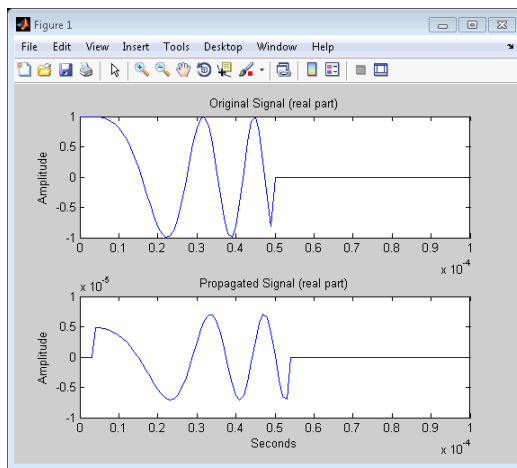 Figure 1
File Edit View Insert Tools Desktop Window Help
Original Signal (real part)
Amplitude
1
0.5
0
-0.5
-1
0 0.1 0.2 0.3 0.4 0.5 0.6 0.7 0.8 0.9 1
x 10^-4
x 10^-5
Propagated Signal (real part)
Amplitude
1
0.5
0
-0.5
-1
0 0.1 0.2 0.3 0.4 0.5 0.6 0.7 0.8 0.9 1
Seconds
x 10^-4